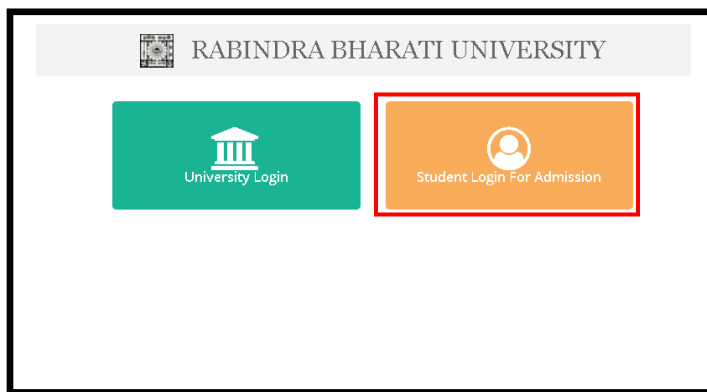 RABINDRA BHARATI UNIVERSITY
University Login
Student Login For Admission